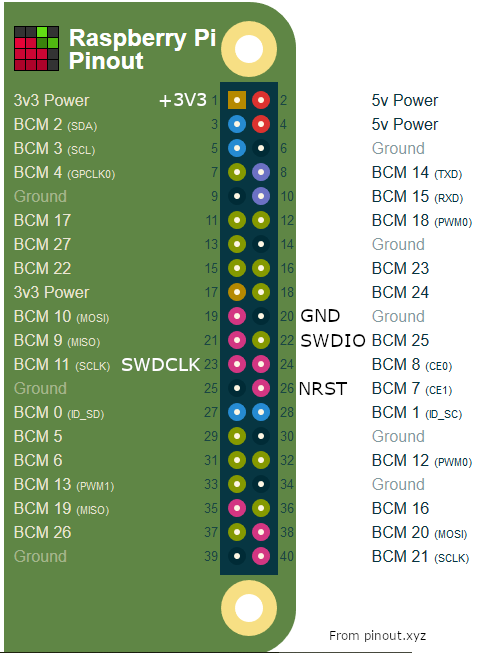 Raspberry Pi
Pinout
3v3 Power +3V3 1 2 5v Power
BCM 2 (SDA) 3 4 5v Power
BCM 3 (SCL) 5 6 Ground
BCM 4 (GPCLK0) 7 8 BCM 14 (TXD)
Ground 9 10 BCM 15 (RXD)
BCM 17 11 12 BCM 18 (PWM0)
BCM 27 13 14 Ground
BCM 22 15 16 BCM 23
3v3 Power 17 18 BCM 24
BCM 10 (MOSI) 19 20 GND Ground
BCM 9 (MISO) 21 22 SWDIO BCM 25
BCM 11 (SCLK) SWDCLK 23 24 BCM 8 (CE0)
Ground 25 26 NRST BCM 7 (CE1)
BCM 0 (ID_SD) 27 28 BCM 1 (ID_SC)
BCM 5 29 30 Ground
BCM 6 31 32 BCM 12 (PWM0)
BCM 13 (PWM1) 33 34 Ground
BCM 19 (MISO) 35 36 BCM 16
BCM 26 37 38 BCM 20 (MOSI)
Ground 39 40 BCM 21 (SCLK)
From pinout.xyz